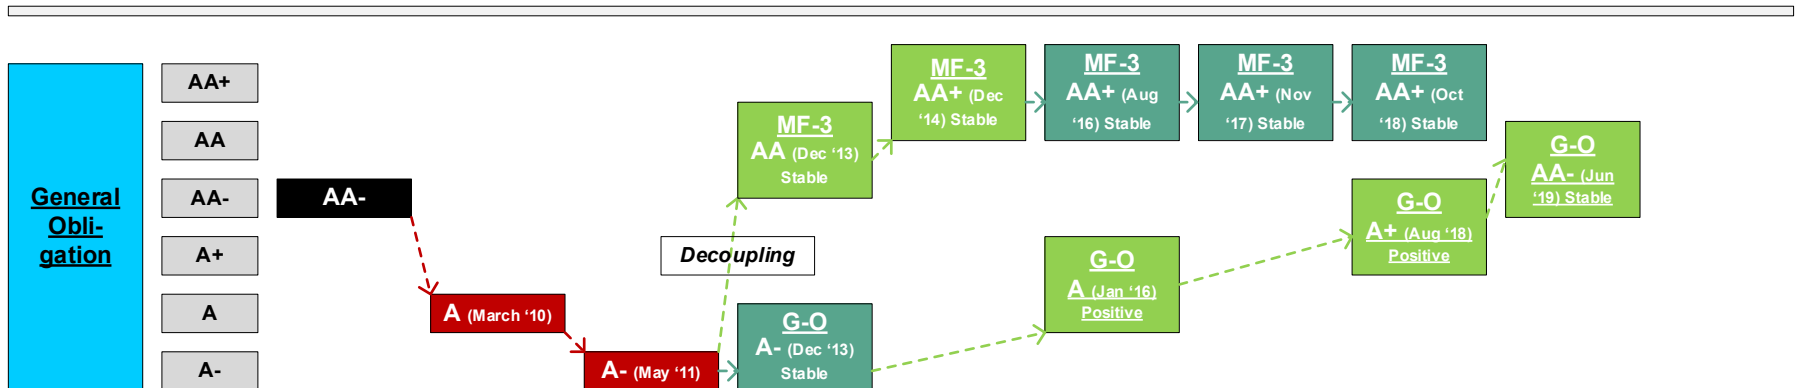 General
Obli-
gation
AA+
AA
AA-
A+
A
A-
AA-
A (March ‘10)
A- (May ‘11)
Decoupling
MF-3
AA (Dec ‘13)
Stable
G-O
A- (Dec ‘13)
Stable
MF-3
AA+ (Dec
‘14) Stable
MF-3
AA+ (Aug
‘16) Stable
MF-3
AA+ (Nov
‘17) Stable
MF-3
AA+ (Oct
‘18) Stable
G-O
A (Jan ‘16)
Positive
G-O
A+ (Aug ‘18)
Positive
G-O
AA- (Jun
‘19) Stable